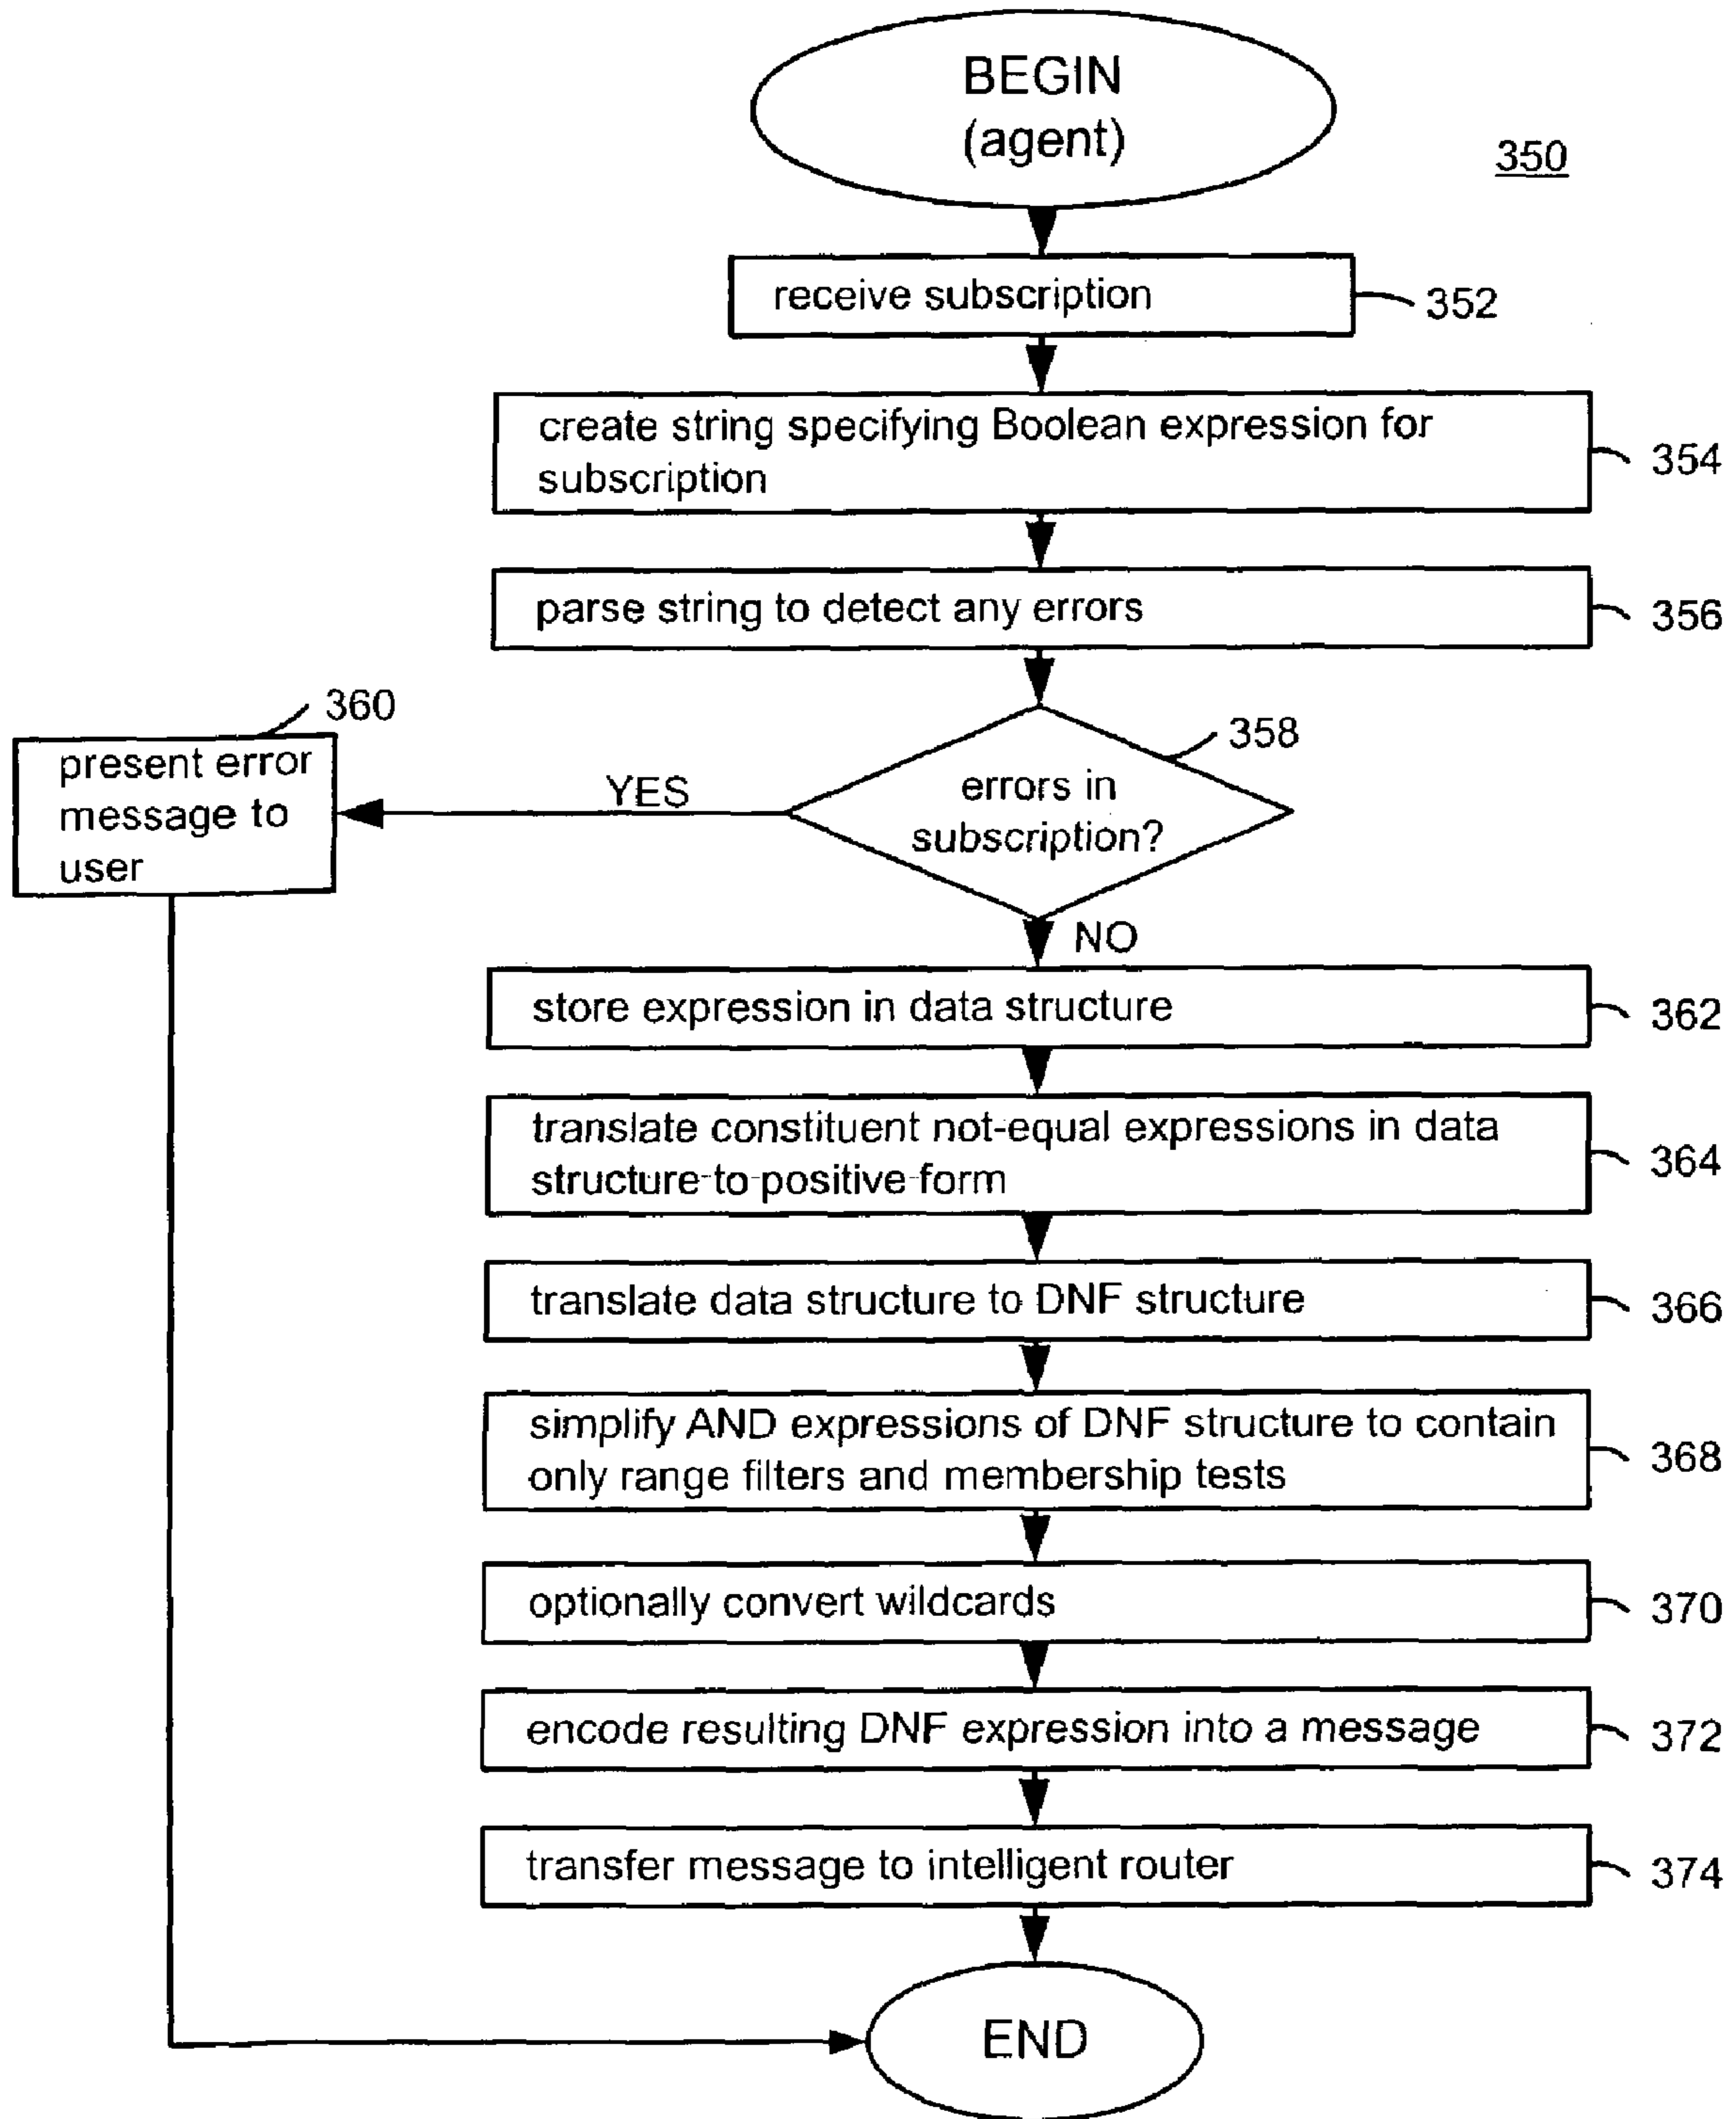 BEGIN
(agent)
350
receive subscription
352
create string specifying Boolean expression for
subscription
354
parse string to detect any errors
356
360
present error
message to
user
YES
358
errors in
subscription?
NO
store expression in data structure
362
translate constituent not-equal expressions in data
structure to positive form
364
translate data structure to DNF structure
366
simplify AND expressions of DNF structure to contain
only range filters and membership tests
368
optionally convert wildcards
370
encode resulting DNF expression into a message
372
transfer message to intelligent router
374
END